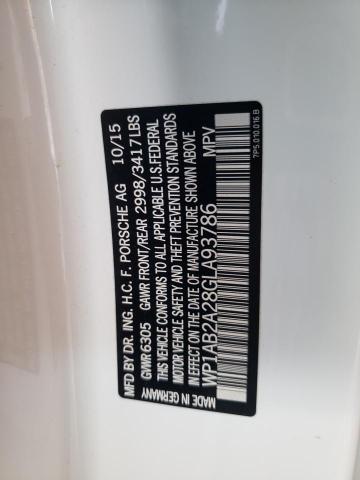 MFD BY DR. ING. H.C. F. PORSCHE AG 10/15
GVWR 6305 GAWR FRONT/REAR 2998/3417LBS
THIS VEHICLE CONFORMS TO ALL APPLICABLE U.S.FEDERAL
MOTOR VEHICLE SAFETY AND THEFT PREVENTION STANDARDS
IN EFFECT ON THE DATE OF MANUFACTURE SHOWN ABOVE
WP1AB2A28GLA93786 MPV
MADE IN GERMANY 7P5.010.016 B